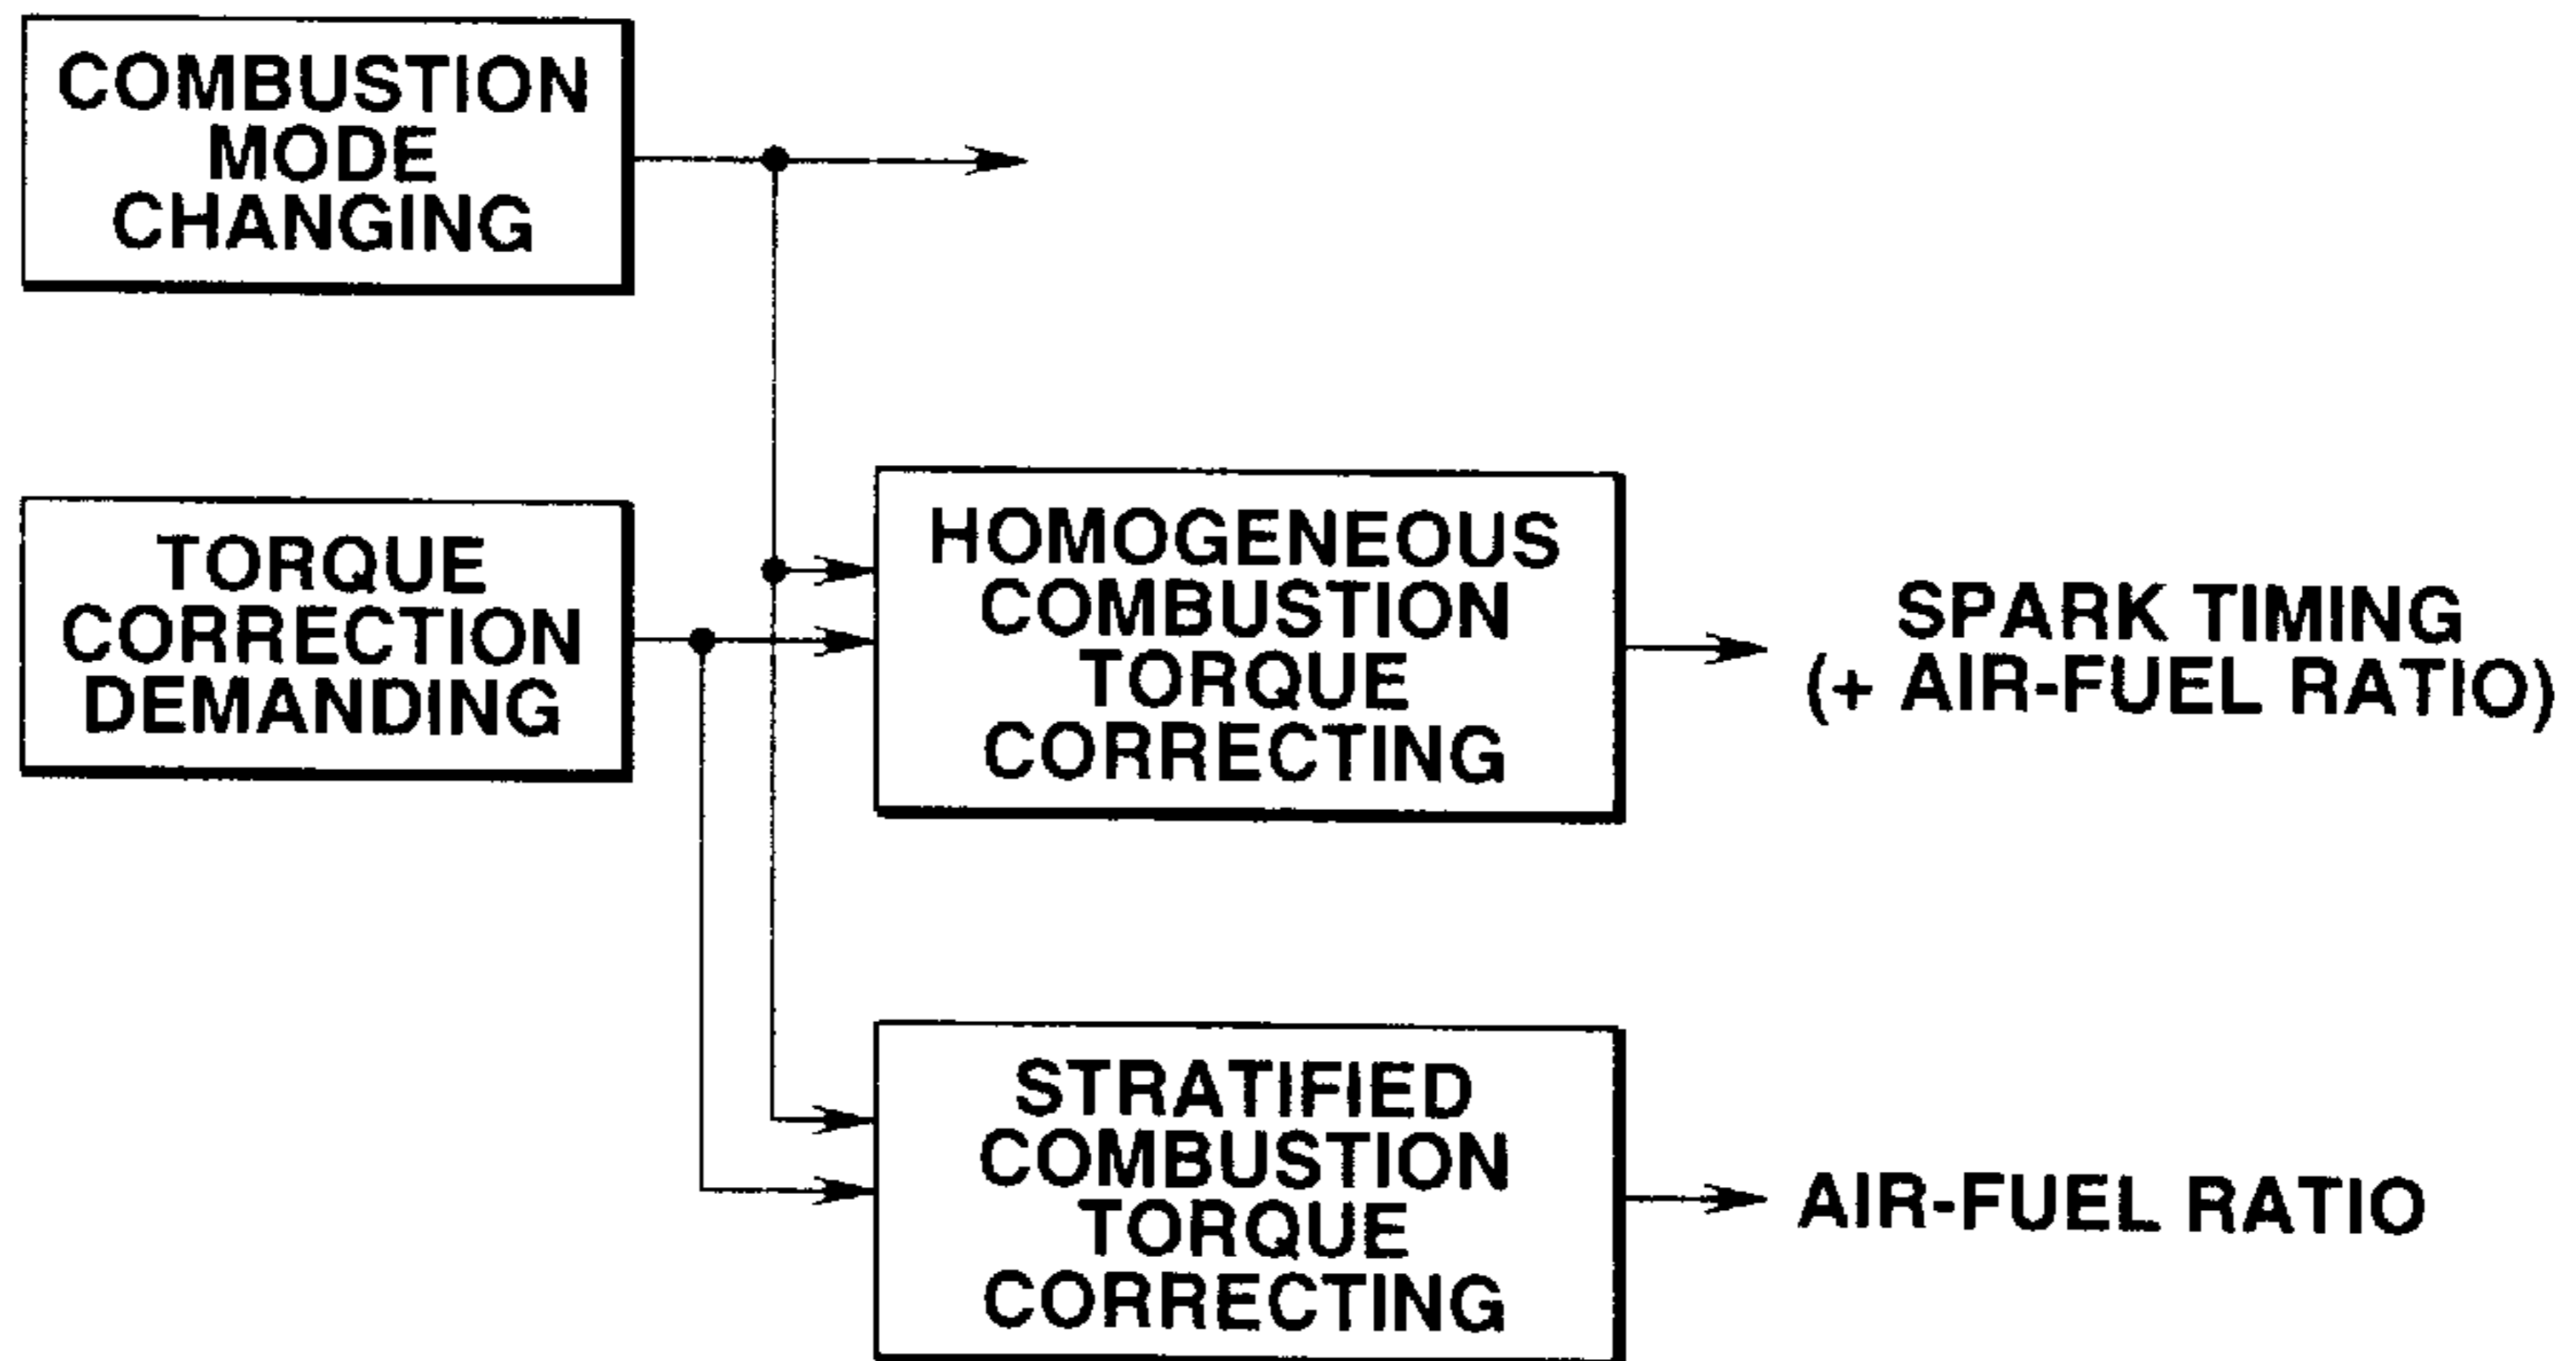 COMBUSTION
MODE
CHANGING
TORQUE
CORRECTION
DEMANDING
HOMOGENEOUS
COMBUSTION
TORQUE
CORRECTING
SPARK TIMING
(+ AIR-FUEL RATIO)
STRATIFIED
COMBUSTION
TORQUE
CORRECTING
AIR-FUEL RATIO